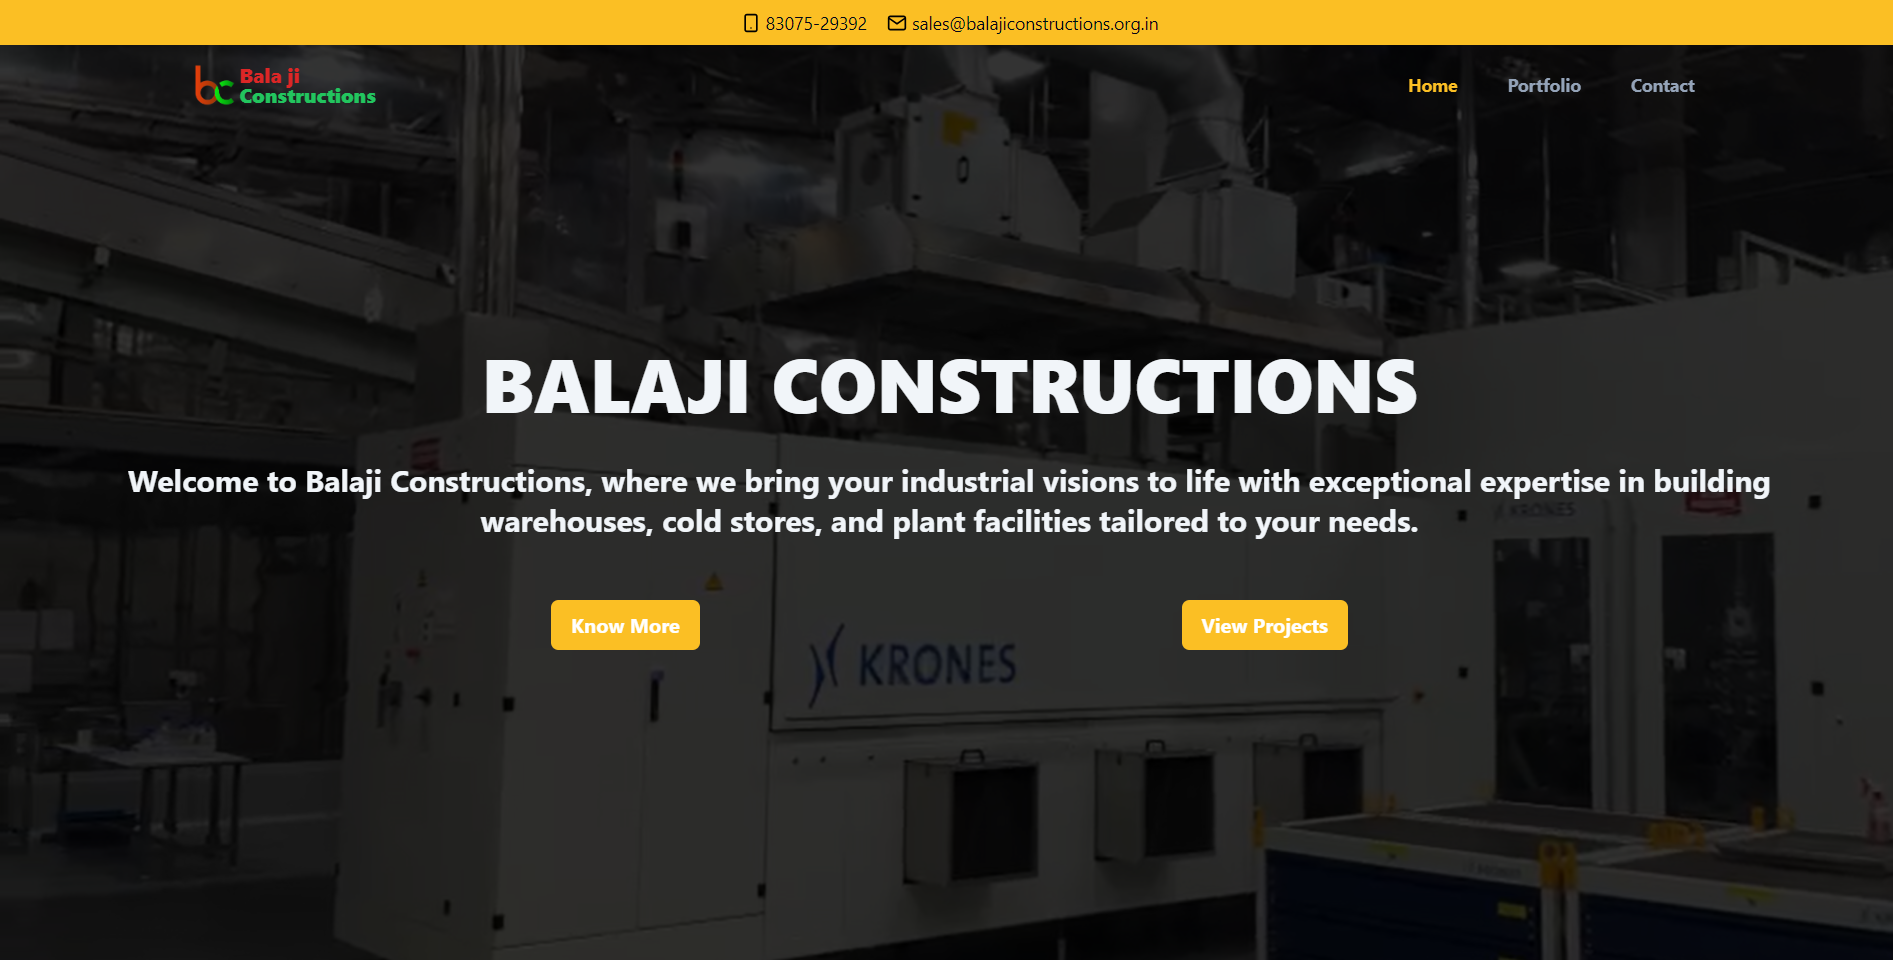 83075-29392 sales@balajiconstructions.org.in
bc Bala ji
Constructions
Home Portfolio Contact
BALAJI CONSTRUCTIONS
Welcome to Balaji Constructions, where we bring your industrial visions to life with exceptional expertise in building
warehouses, cold stores, and plant facilities tailored to your needs.
KRONES
Know More View Projects
KRONES